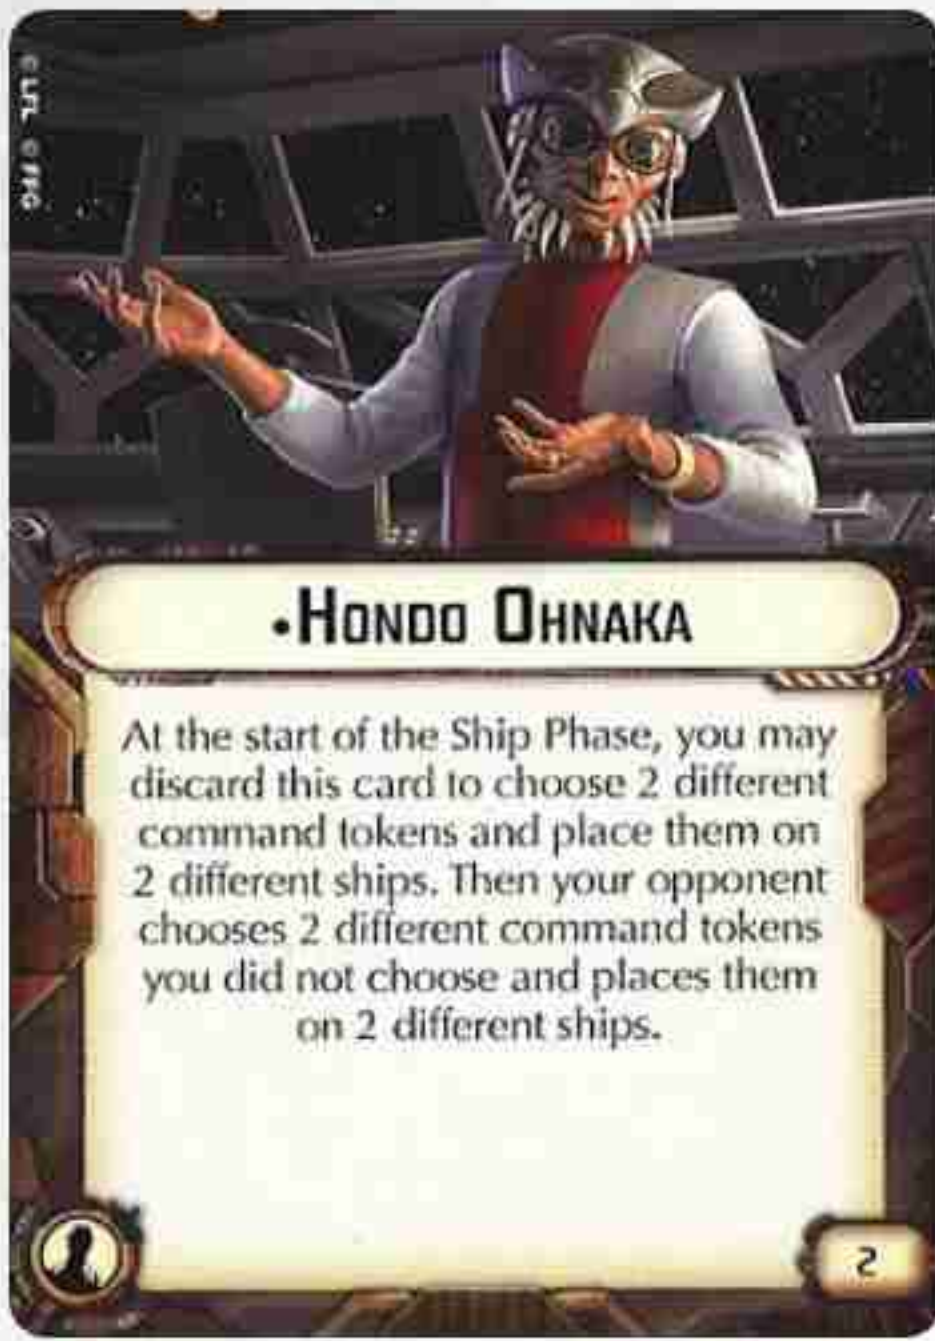 © LFL © FFG
•Hondo Ohnaka
At the start of the Ship Phase, you may
discard this card to choose 2 different
command tokens and place them on
2 different ships. Then your opponent
chooses 2 different command tokens
you did not choose and places them
on 2 different ships.
2